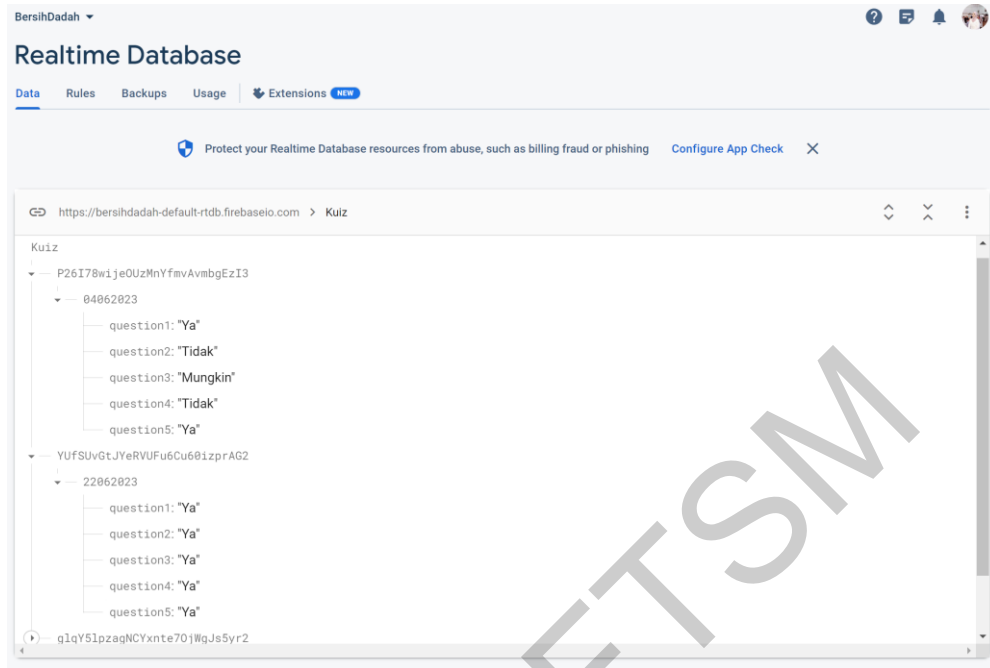 BersihDadah
Realtime Database
Data Rules Backups Usage Extensions NEW
Protect your Realtime Database resources from abuse, such as billing fraud or phishing Configure App Check
https://bersihdadah-default-rtdb.firebaseio.com > Kuiz
Kuiz
P26I78wijeOUzMnYfmvAvmbgEzI3
04062023
question1: "Ya"
question2: "Tidak"
question3: "Mungkin"
question4: "Tidak"
question5: "Ya"
YUfSUvGtJYeRVUFu6Cu60izprAG2
22062023
question1: "Ya"
question2: "Ya"
question3: "Ya"
question4: "Ya"
question5: "Ya"
glqY5lpzagNCYxnte7OjWgJs5yr2
FTSM